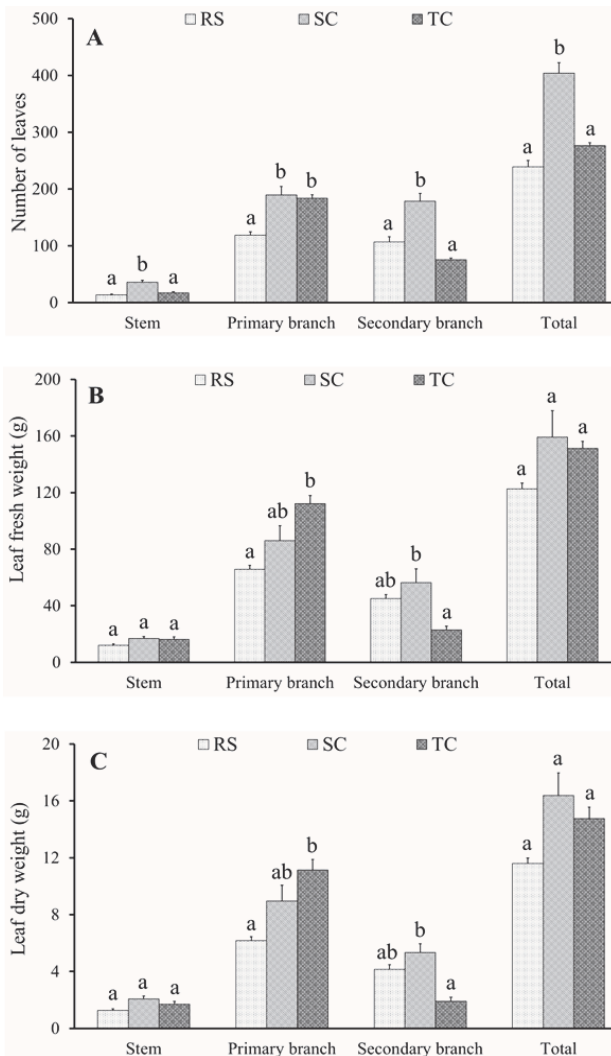 A
RS SC TC
Number of leaves
500
400
300
200
100
0
a b a
a b b
a b a
a b a
Stem Primary branch Secondary branch Total
B
RS SC TC
Leaf fresh weight (g)
200
160
120
80
40
0
a a a
a ab b
ab b a
a a a
Stem Primary branch Secondary branch Total
C
RS SC TC
Leaf dry weight (g)
20
16
12
8
4
0
a a a
a ab b
ab b a
a a a
Stem Primary branch Secondary branch Total